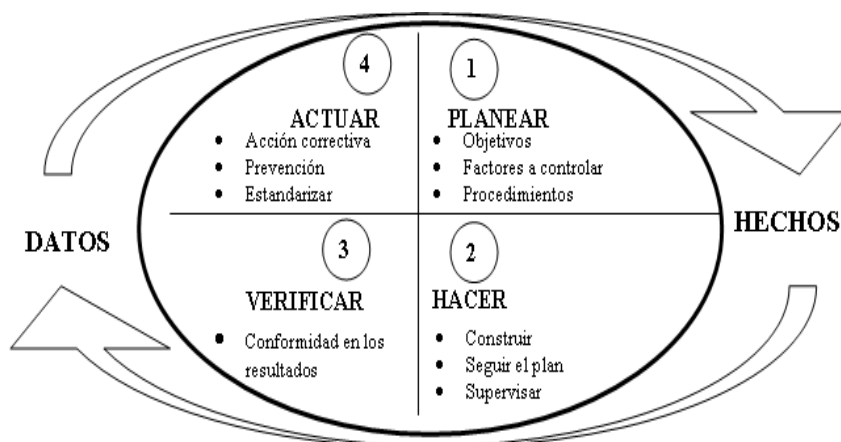 4
ACTUAR
• Acción correctiva
• Prevención
• Estandarizar
1
PLANEAR
• Objetivos
• Factores a controlar
• Procedimientos
DATOS
HECHOS
3
VERIFICAR
• Conformidad en los
resultados
2
HACER
• Construir
• Seguir el plan
• Supervisar